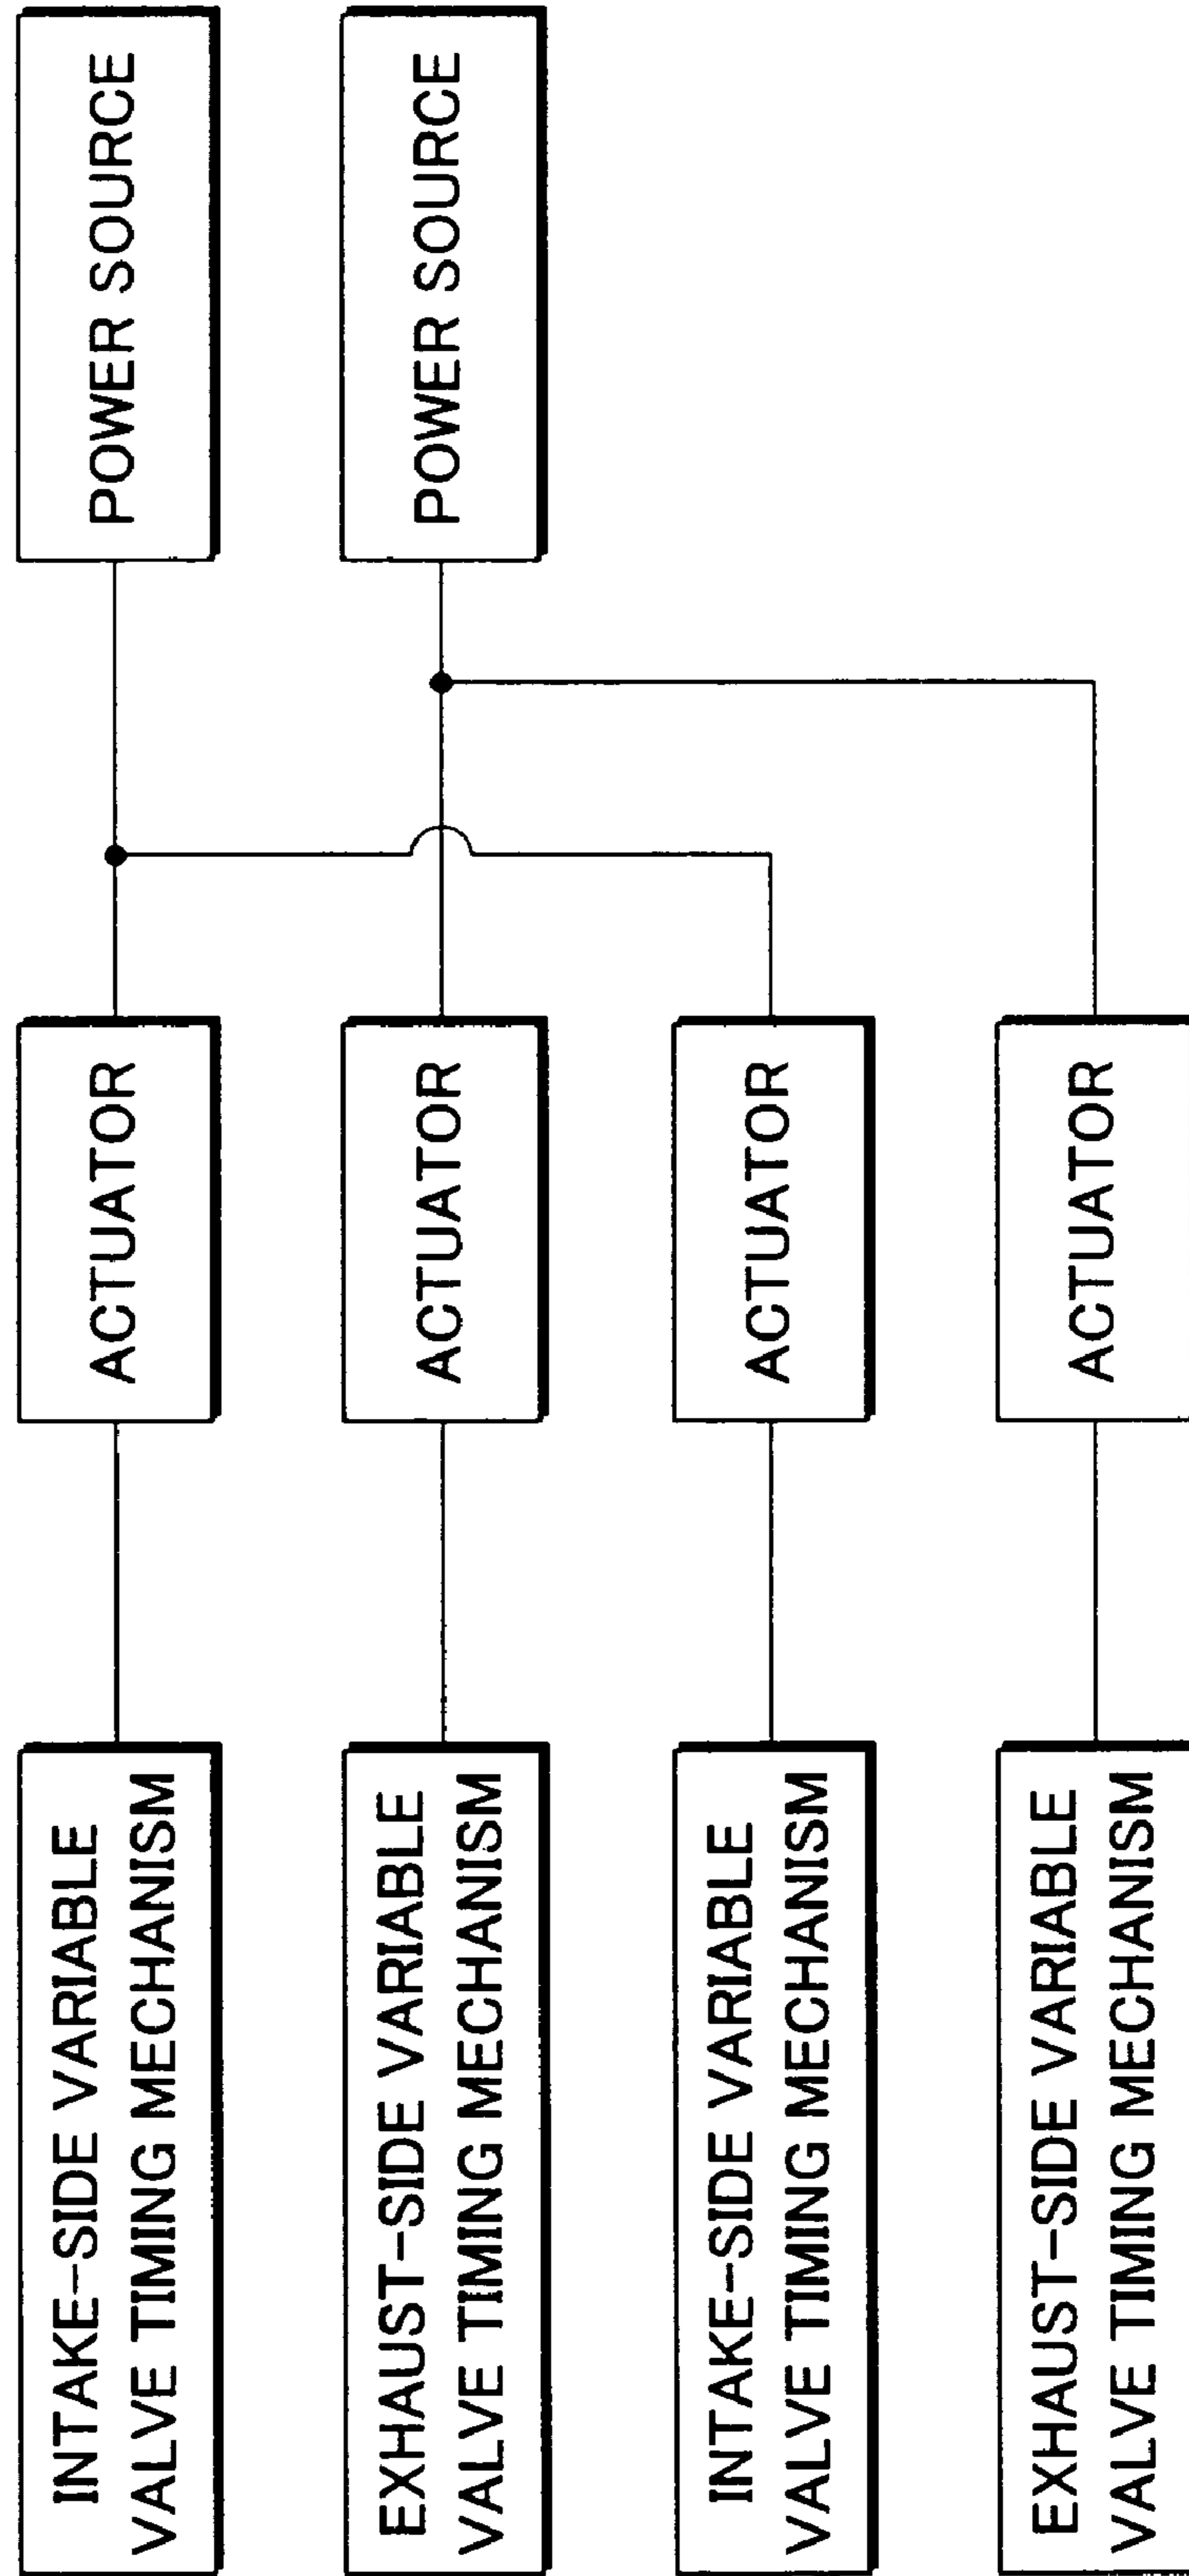 INTAKE-SIDE VARIABLE
VALVE TIMING MECHANISM
ACTUATOR
POWER SOURCE
EXHAUST-SIDE VARIABLE
VALVE TIMING MECHANISM
ACTUATOR
POWER SOURCE
INTAKE-SIDE VARIABLE
VALVE TIMING MECHANISM
ACTUATOR
EXHAUST-SIDE VARIABLE
VALVE TIMING MECHANISM
ACTUATOR